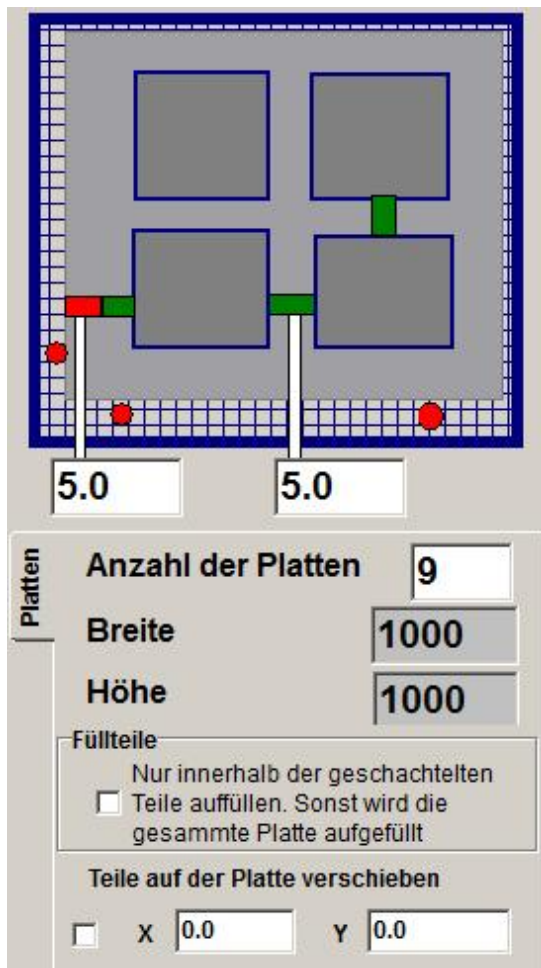 5.0 5.0
Platten
Anzahl der Platten 9
Breite 1000
Höhe 1000
Füllteile
Nur innerhalb der geschachtelten
Teile auffüllen. Sonst wird die
gesammte Platte aufgefüllt
Teile auf der Platte verschieben
X 0.0 Y 0.0